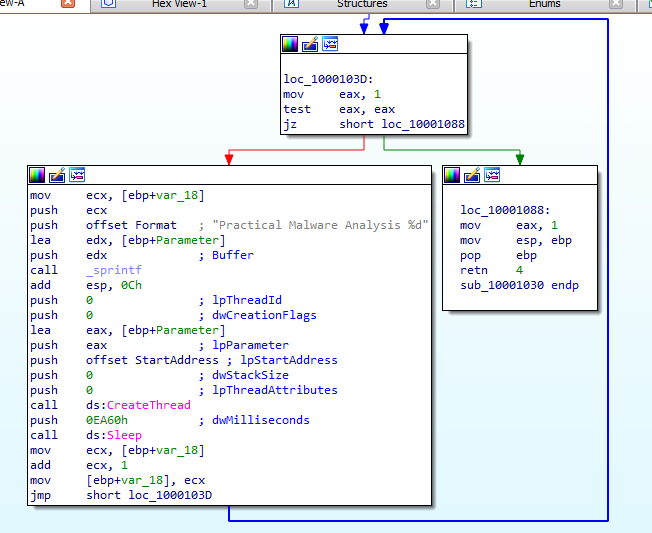 ew-A Hex View-1 Structures Enums
loc_1000103D:
mov eax, 1
test eax, eax
jz short loc_10001088
mov ecx, [ebp+var_18]
push ecx
push offset Format ; "Practical Malware Analysis %d"
lea edx, [ebp+Parameter]
push edx ; Buffer
call _sprintf
add esp, 0Ch
push 0 ; lpThreadId
push 0 ; dwCreationFlags
lea eax, [ebp+Parameter]
push eax ; lpParameter
push offset StartAddress ; lpStartAddress
push 0 ; dwStackSize
push 0 ; lpThreadAttributes
call ds:CreateThread
push 0EA60h ; dwMilliseconds
call ds:Sleep
mov ecx, [ebp+var_18]
add ecx, 1
mov [ebp+var_18], ecx
jmp short loc_1000103D
loc_10001088:
mov eax, 1
mov esp, ebp
pop ebp
retn 4
sub_10001030 endp